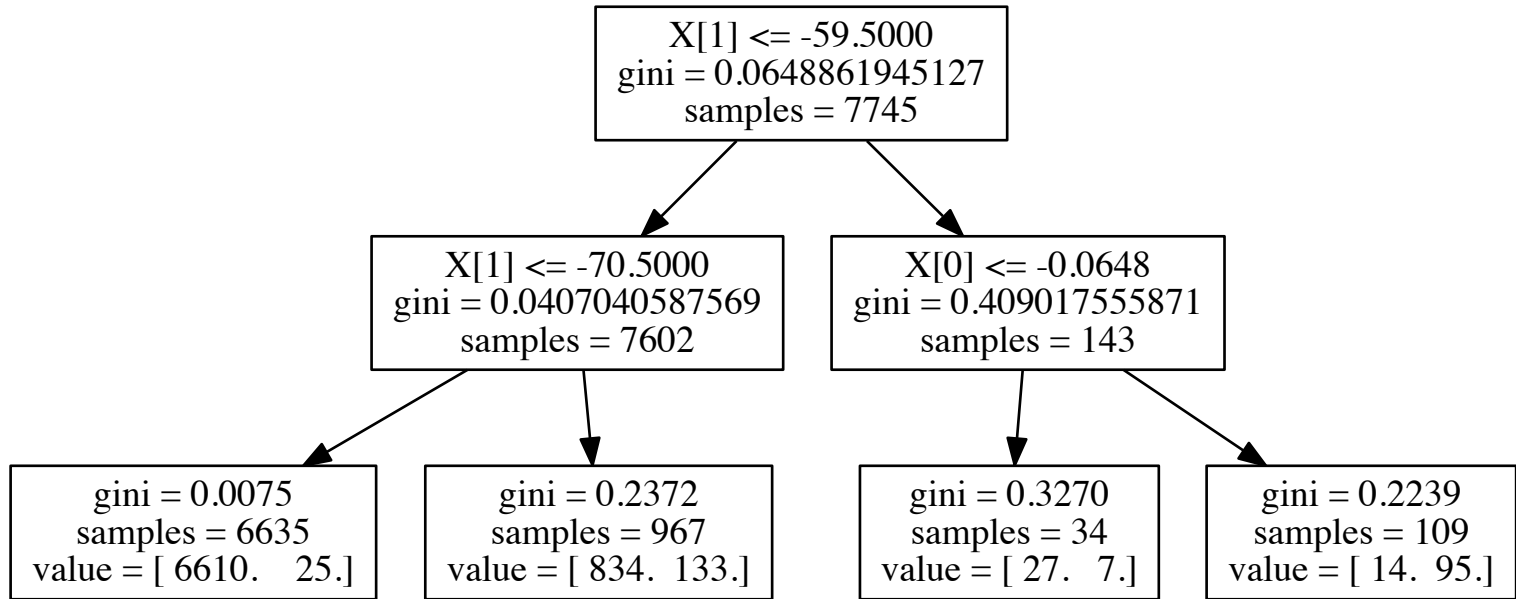 X[1] <= -59.5000
gini = 0.0648861945127
samples = 7745
X[1] <= -70.5000
gini = 0.0407040587569
samples = 7602
X[0] <= -0.0648
gini = 0.409017555871
samples = 143
gini = 0.0075
samples = 6635
value = [ 6610.    25.]
gini = 0.2372
samples = 967
value = [ 834.  133.]
gini = 0.3270
samples = 34
value = [ 27.   7.]
gini = 0.2239
samples = 109
value = [ 14.  95.]